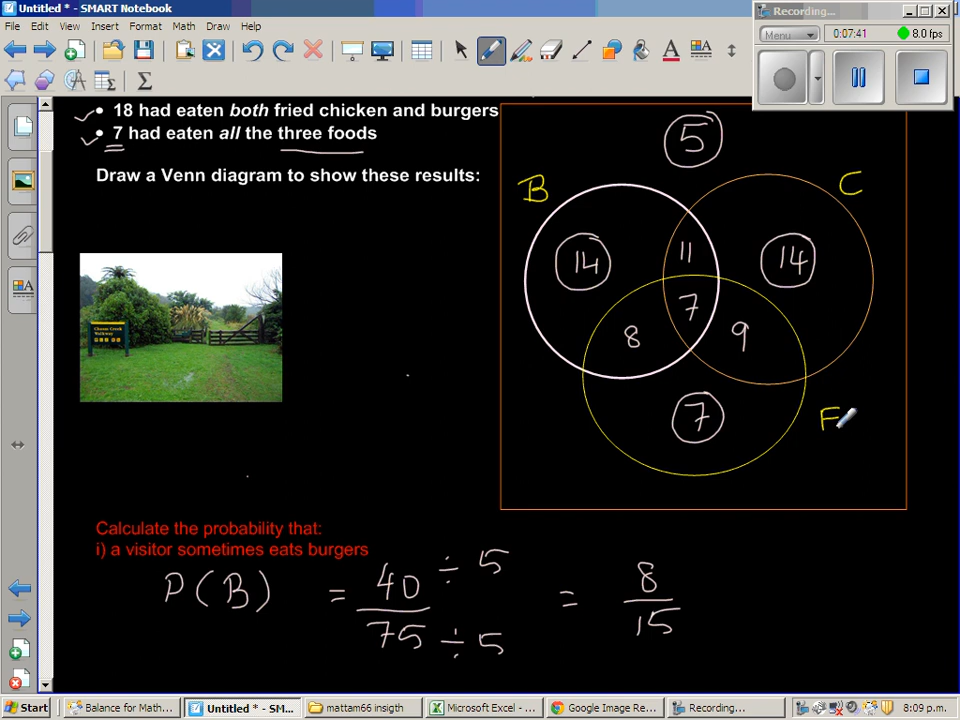 Untitled * - SMART Notebook
File Edit View Insert Format Math Draw Help
Recording...
Menu 0:07:41 8.0 fps
• 18 had eaten both fried chicken and burgers
• 7 had eaten all the three foods
Draw a Venn diagram to show these results:
5
B C
14 11 14
7
8 9
7
F
Calculate the probability that:
i) a visitor sometimes eats burgers
P(B) = 40 ÷ 5 = 8
75 ÷ 5 15
Start Balance for Math... Untitled * - SM... mattam66 insigth Microsoft Excel - ... Google Image Re... Recording... 8:09 p.m.